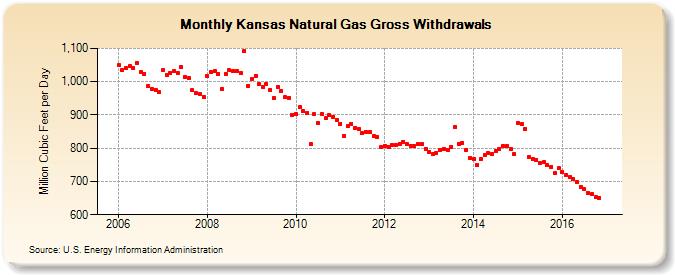 Monthly Kansas Natural Gas Gross Withdrawals
Million Cubic Feet per Day
1,100
1,000
900
800
700
600
2006 2008 2010 2012 2014 2016
Source: U.S. Energy Information Administration